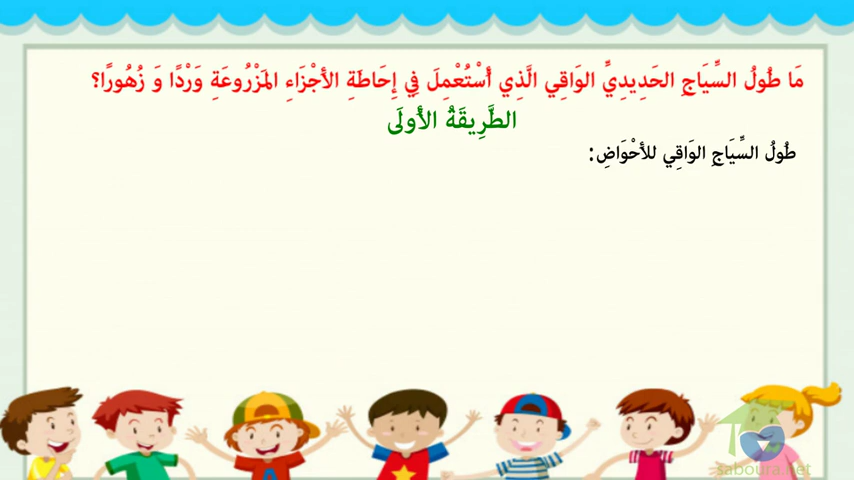 مَا طُولُ السِّيَاجِ الحَدِيدِيِّ الوَاقِي الَّذِي أُسْتُعْمِلَ فِي إِحَاطَةِ الأَجْزَاءِ المَزْرُوعَةِ وَرْدًا وَ زُهُورًا؟
الطَّرِيقَةُ الأُولَى
طُولُ السِّيَاجِ الوَاقِي للأَحْوَاضِ:
saboura.net